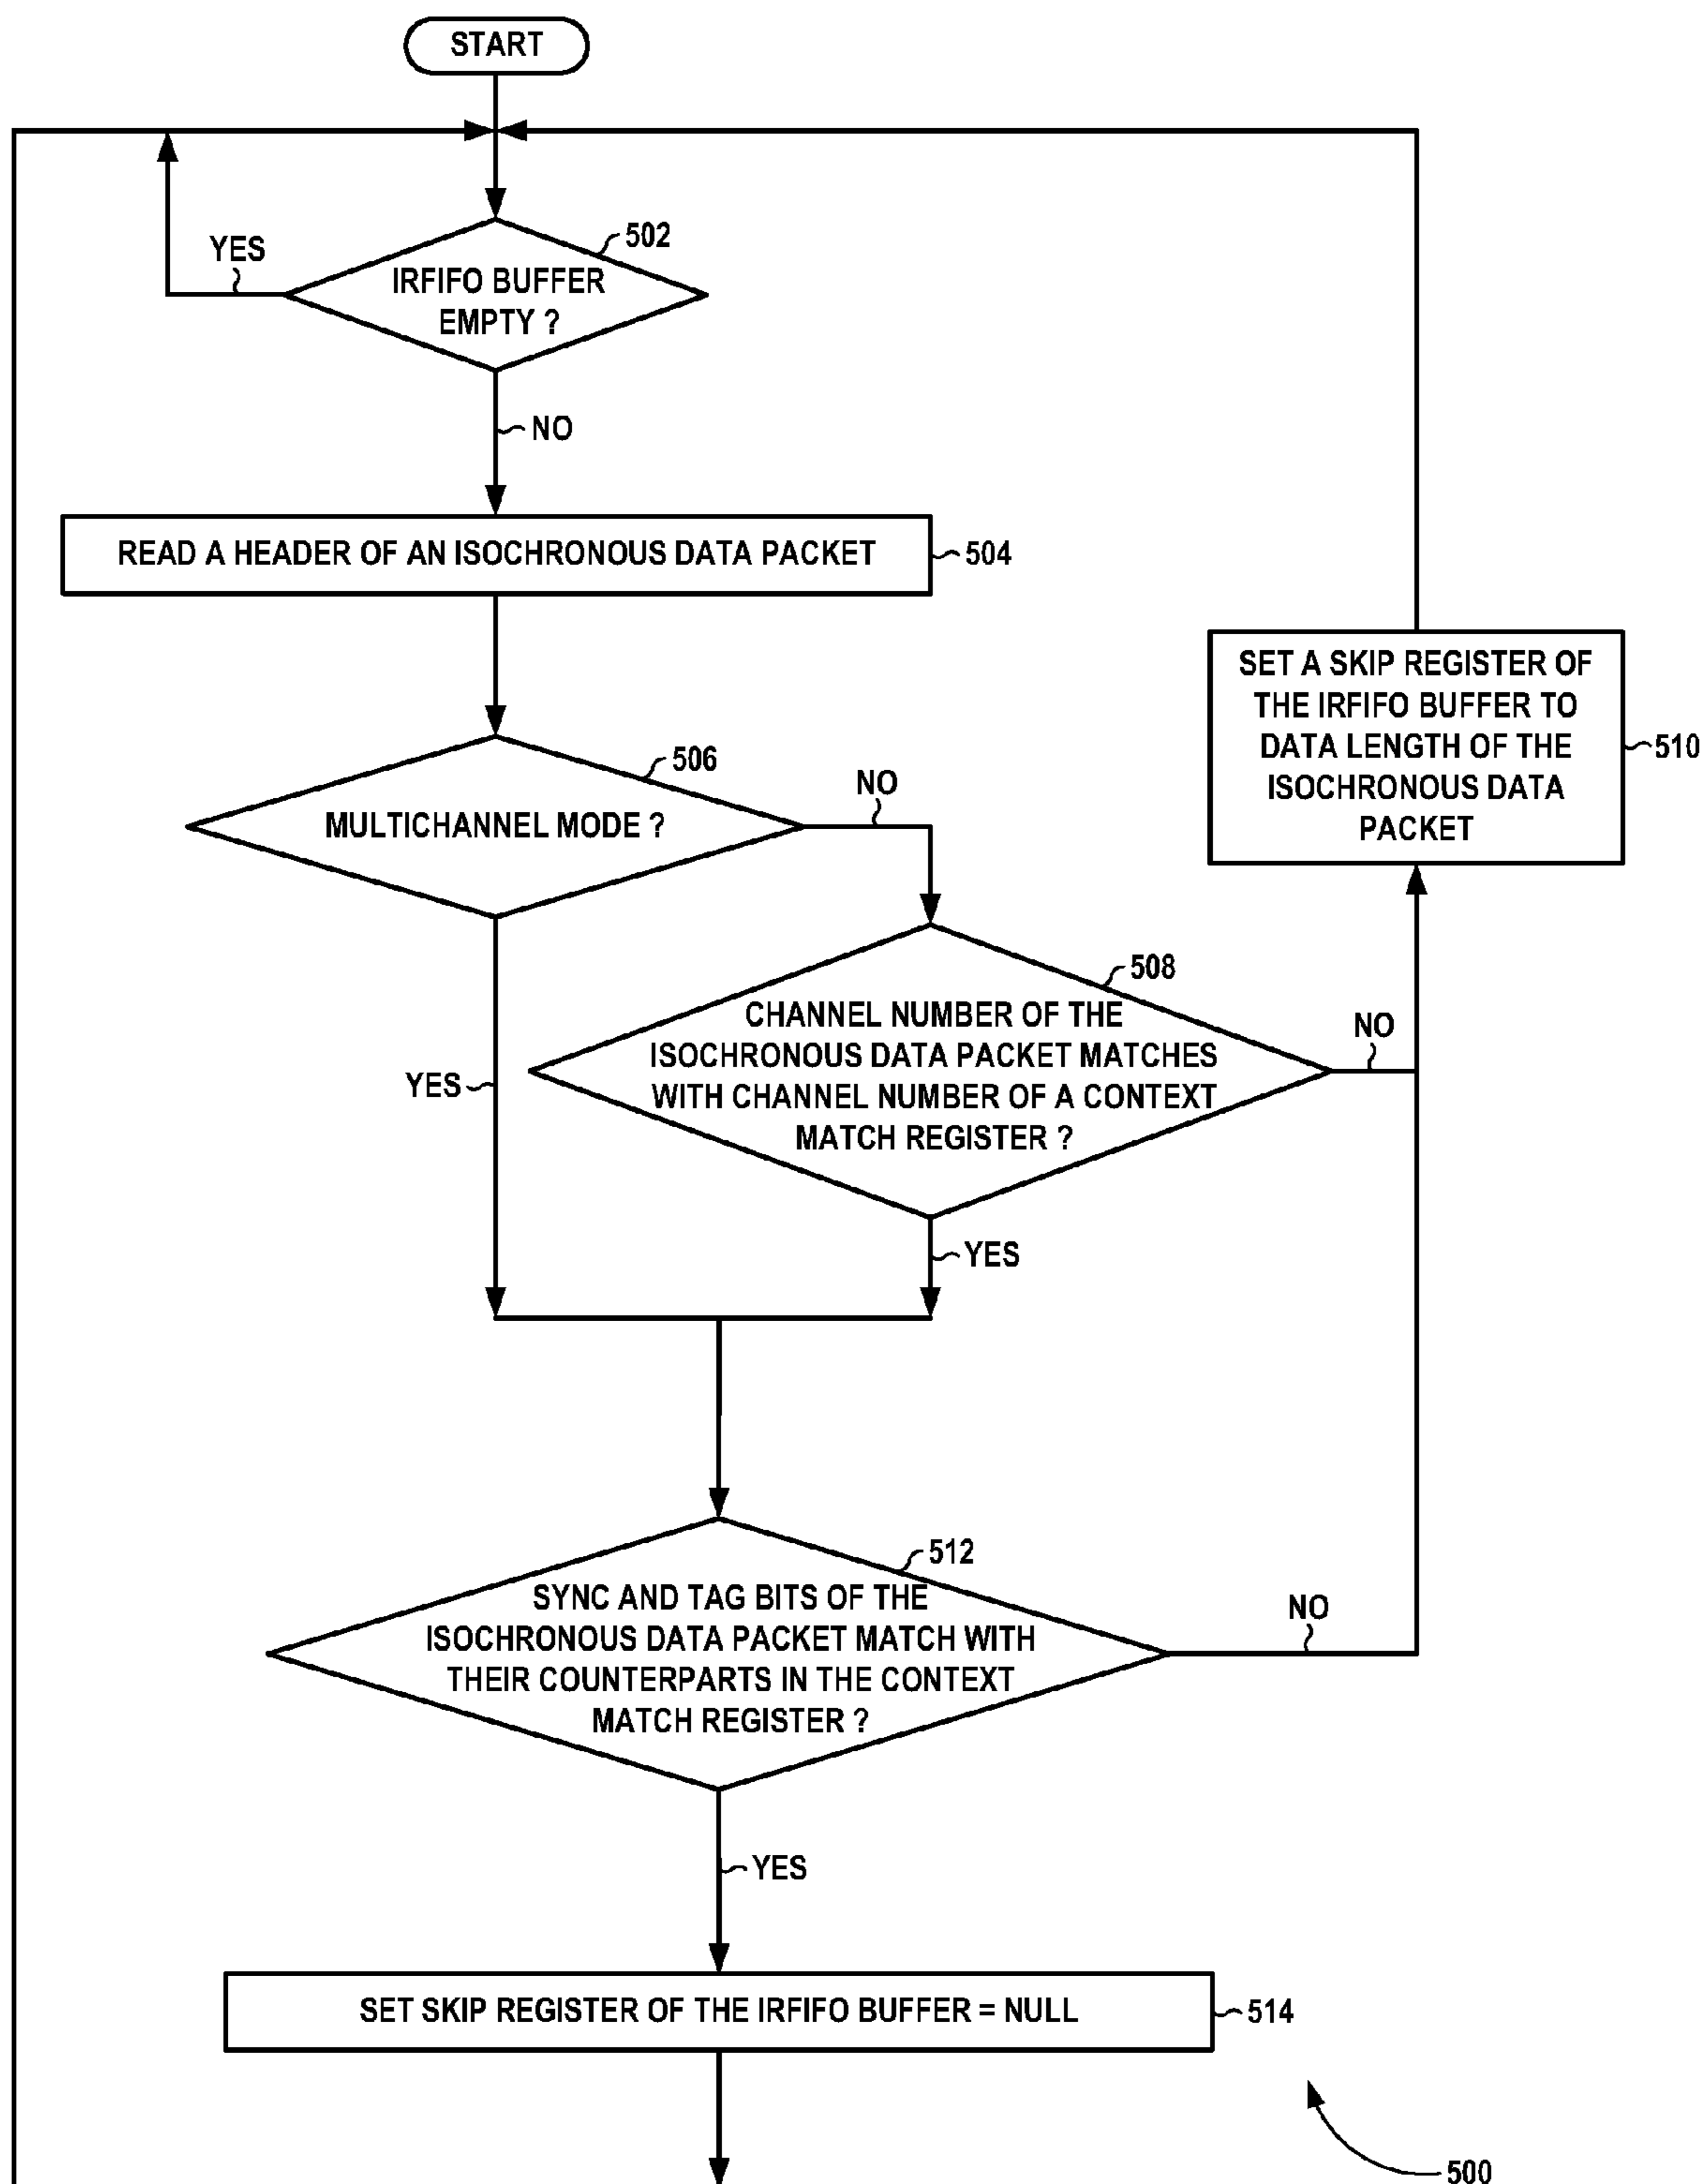 START
502
YES
IRFIFO BUFFER
EMPTY ?
NO
READ A HEADER OF AN ISOCHRONOUS DATA PACKET
504
SET A SKIP REGISTER OF
THE IRFIFO BUFFER TO
DATA LENGTH OF THE
ISOCHRONOUS DATA
PACKET
510
506
NO
MULTICHANNEL MODE ?
508
CHANNEL NUMBER OF THE
ISOCHRONOUS DATA PACKET MATCHES
WITH CHANNEL NUMBER OF A CONTEXT
MATCH REGISTER ?
NO
YES
YES
512
SYNC AND TAG BITS OF THE
ISOCHRONOUS DATA PACKET MATCH WITH
THEIR COUNTERPARTS IN THE CONTEXT
MATCH REGISTER ?
NO
YES
SET SKIP REGISTER OF THE IRFIFO BUFFER = NULL
514
500